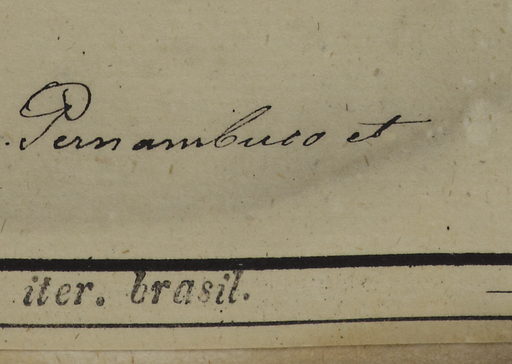 Pernambuco et
iter. brasil.